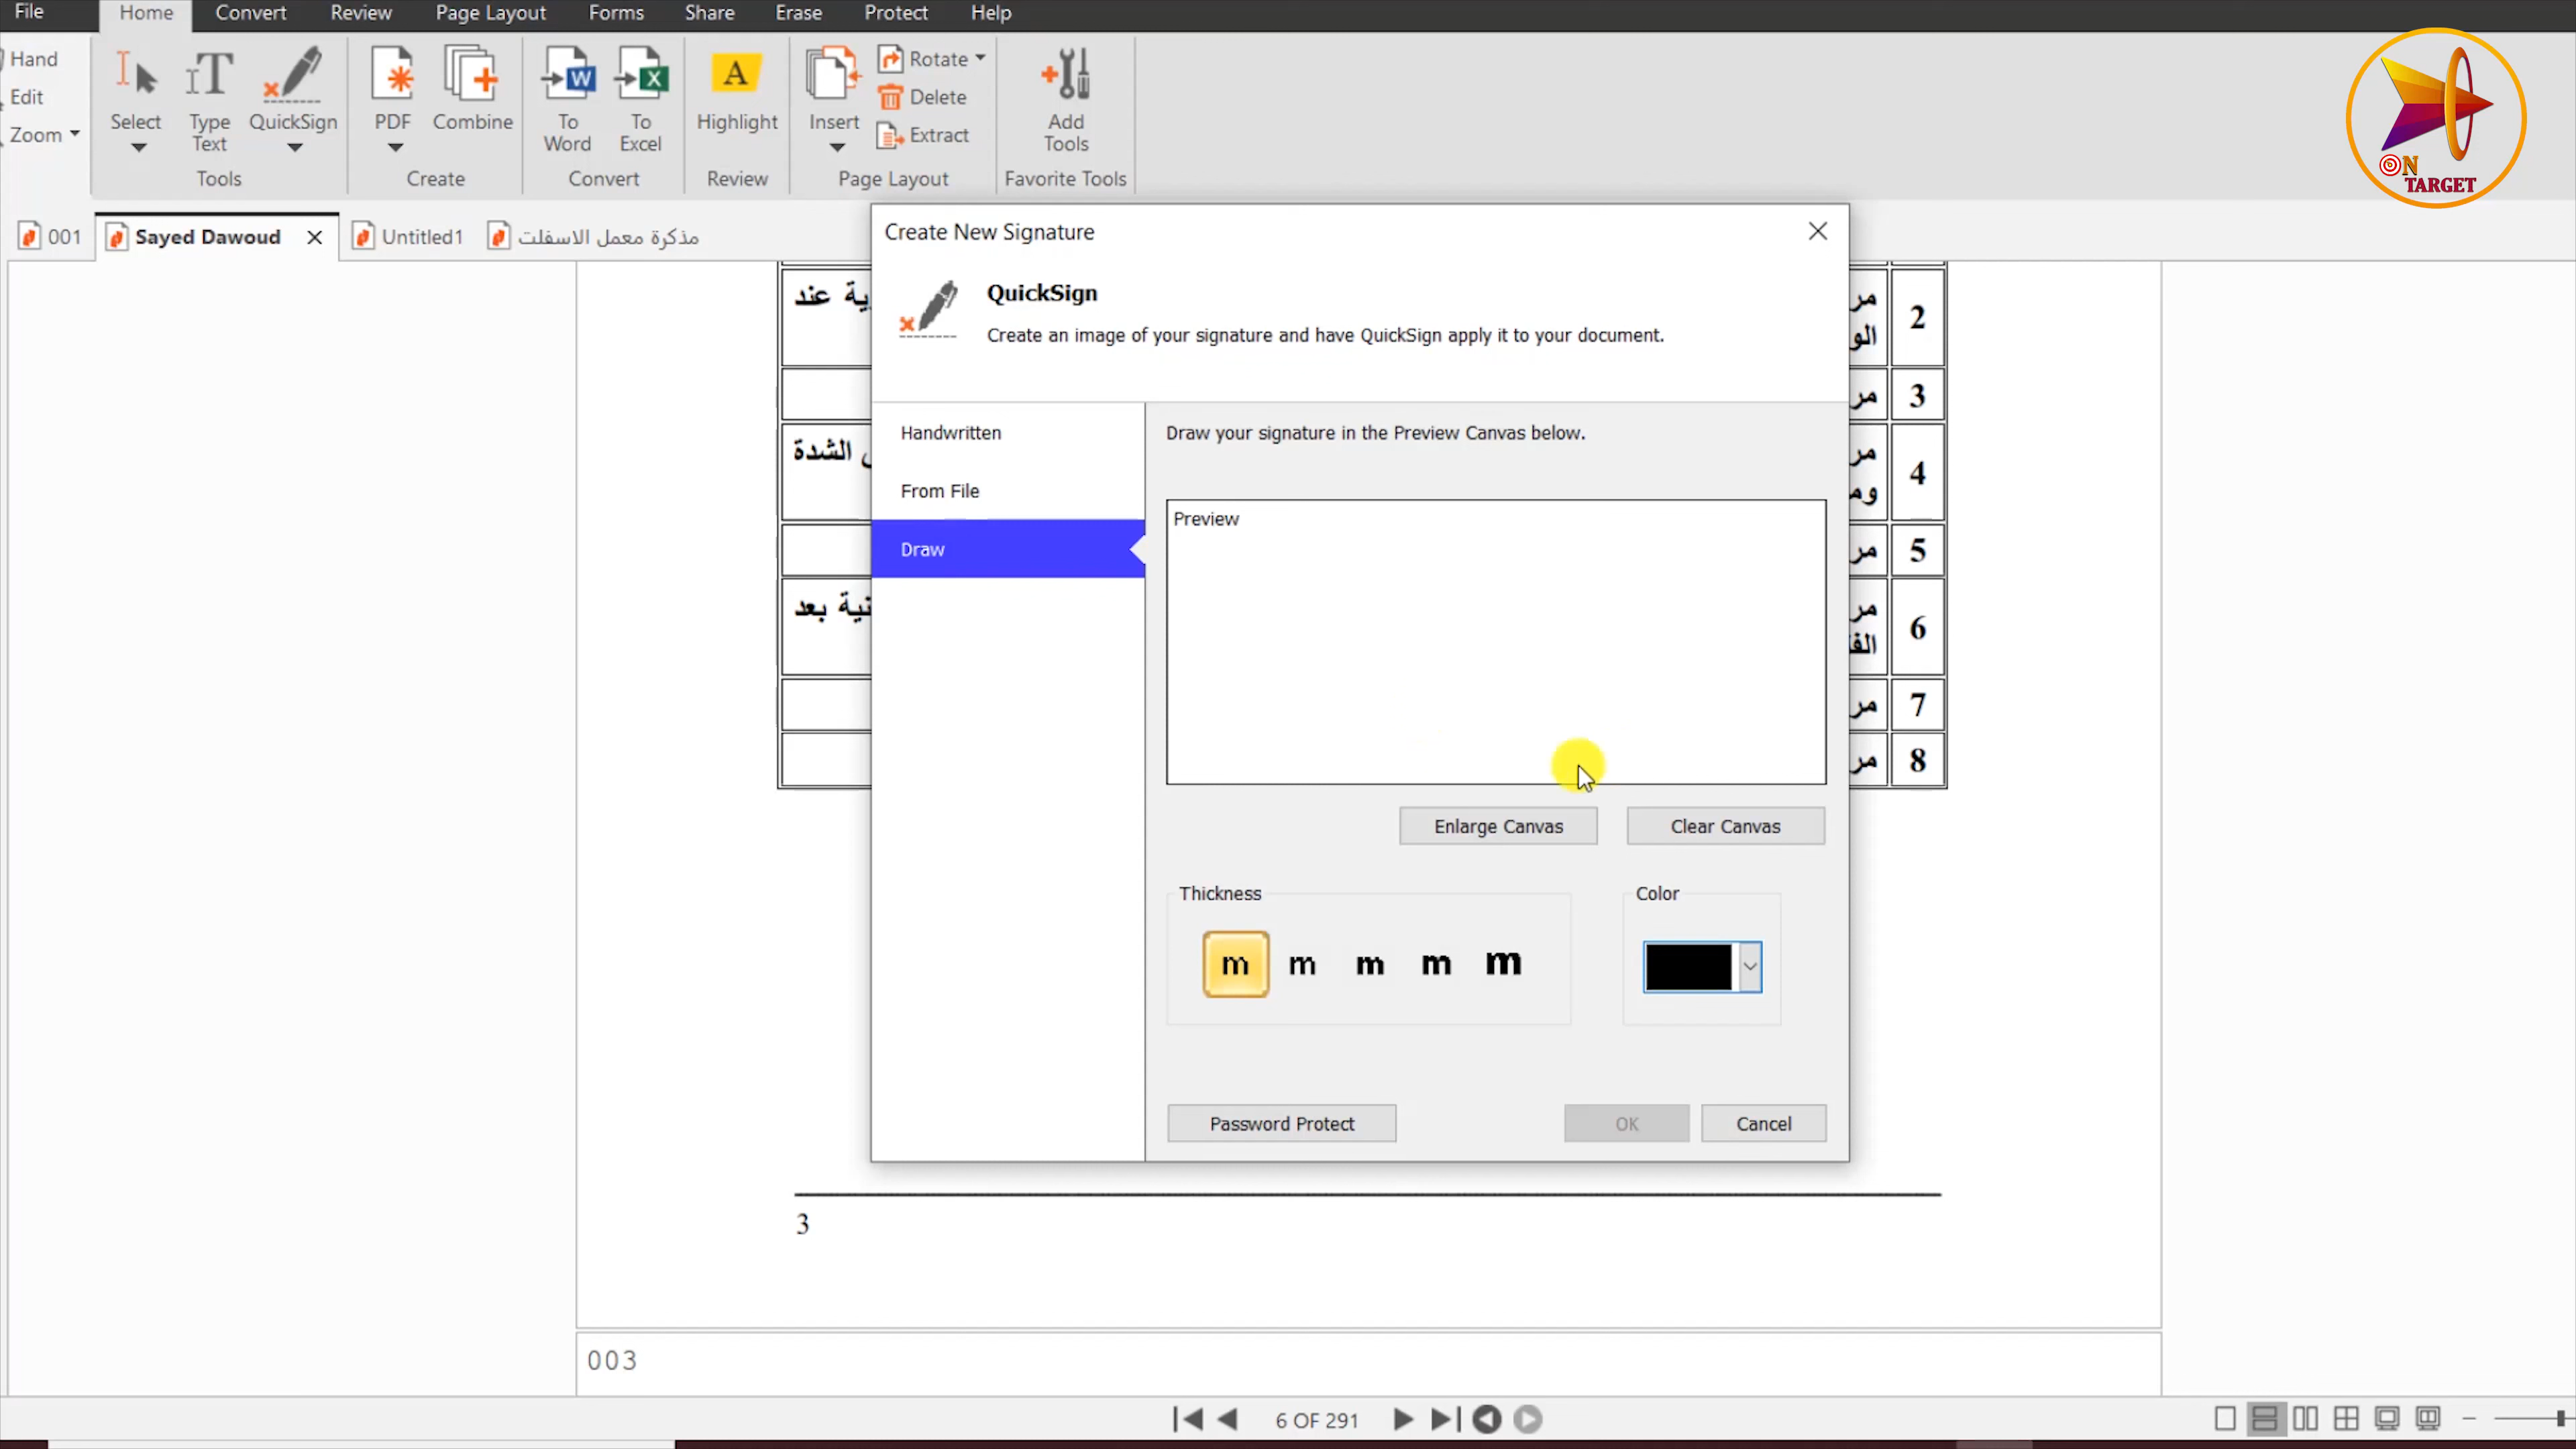 File Home Convert Review Page Layout Forms Share Erase Protect Help
Hand
Edit
Zoom
Select
Type Text
QuickSign
Tools
PDF
Combine
Create
To Word
To Excel
Convert
A
Highlight
Review
Insert
Rotate
Delete
Extract
Page Layout
Add Tools
Favorite Tools
ON
TARGET
001 Sayed Dawoud Untitled1 مذكرة معمل الاسفلت
Create New Signature
QuickSign
Create an image of your signature and have QuickSign apply it to your document.
Handwritten
From File
Draw
Draw your signature in the Preview Canvas below.
Preview
Enlarge Canvas Clear Canvas
Thickness
m m m m m
Color
Password Protect OK Cancel
2
عند
3
4
الشدة
5
6
بعد
7
8
3
003
6 OF 291